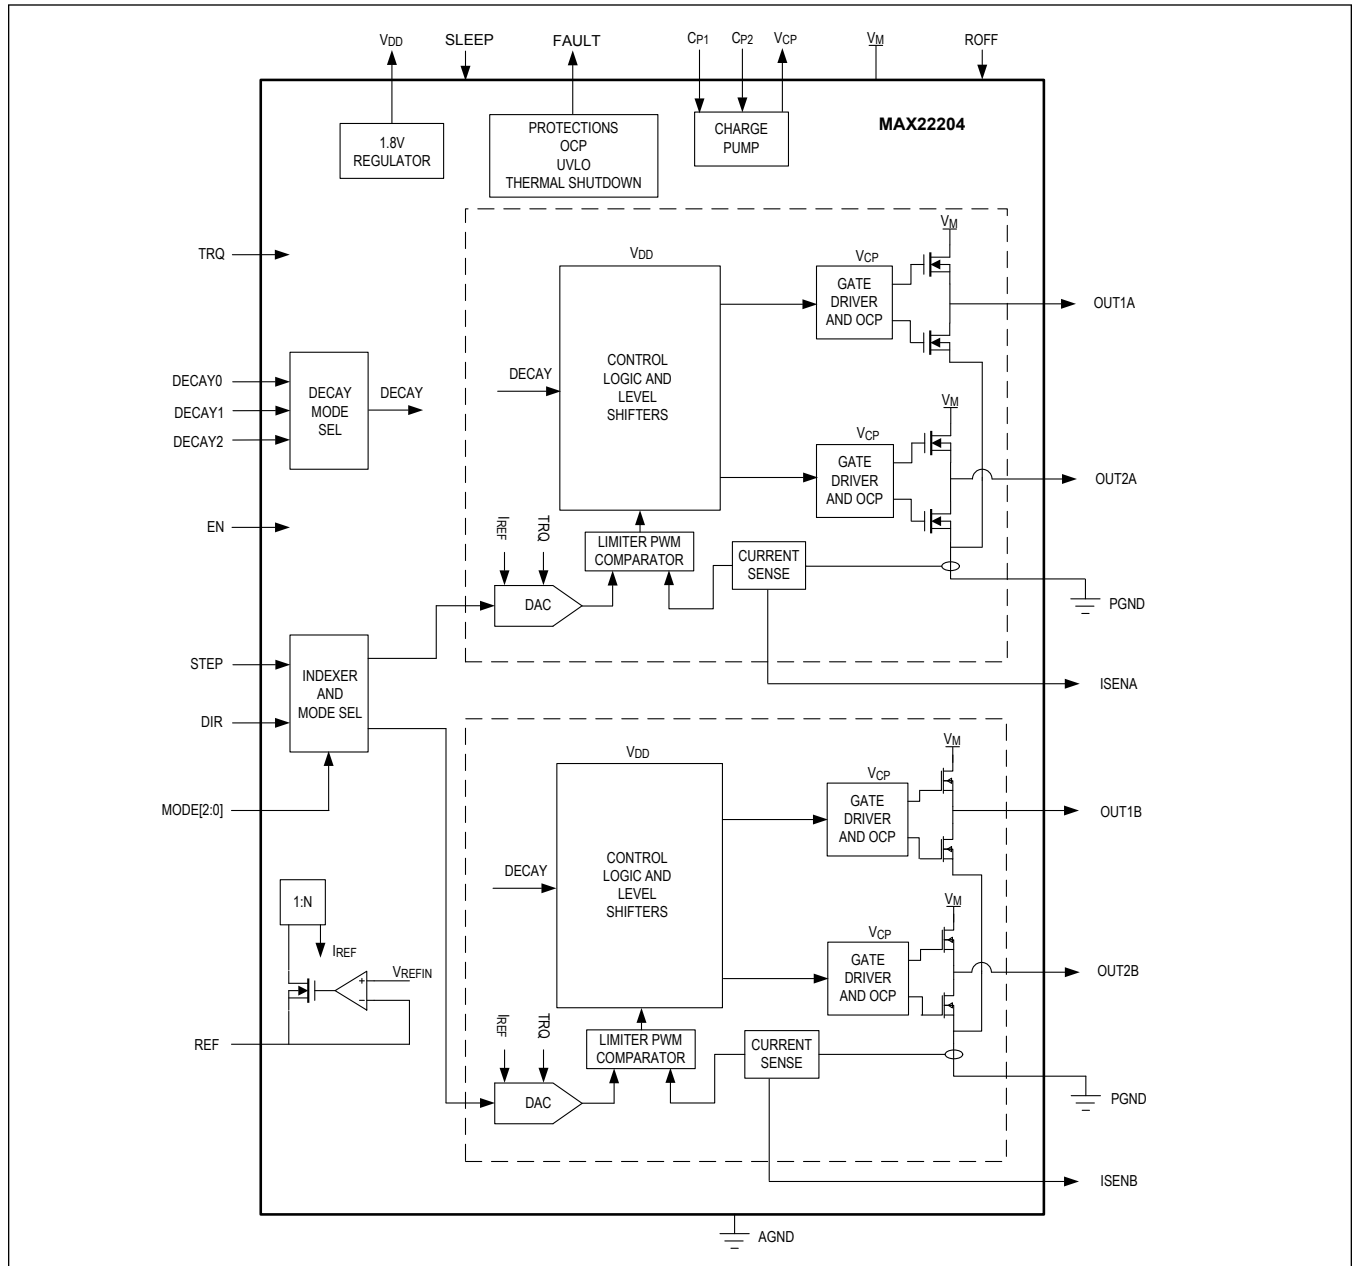 VDD
SLEEP
FAULT
CP1
CP2
VCP
VM
ROFF
MAX22204
1.8V
REGULATOR
PROTECTIONS
OCP
UVLO
THERMAL SHUTDOWN
CHARGE
PUMP
TRQ
DECAY0
DECAY1
DECAY2
DECAY
MODE
SEL
DECAY
EN
STEP
DIR
MODE[2:0]
INDEXER
AND
MODE SEL
1:N
IREF
VREFIN
+
−
REF
VDD
DECAY
CONTROL
LOGIC AND
LEVEL
SHIFTERS
VCP
GATE
DRIVER
AND OCP
VM
OUT1A
VCP
GATE
DRIVER
AND OCP
VM
OUT2A
IREF
TRQ
DAC
LIMITER PWM
COMPARATOR
CURRENT
SENSE
PGND
ISENA
VDD
DECAY
CONTROL
LOGIC AND
LEVEL
SHIFTERS
VCP
GATE
DRIVER
AND OCP
VM
OUT1B
VCP
GATE
DRIVER
AND OCP
VM
OUT2B
IREF
TRQ
DAC
LIMITER PWM
COMPARATOR
CURRENT
SENSE
PGND
ISENB
AGND